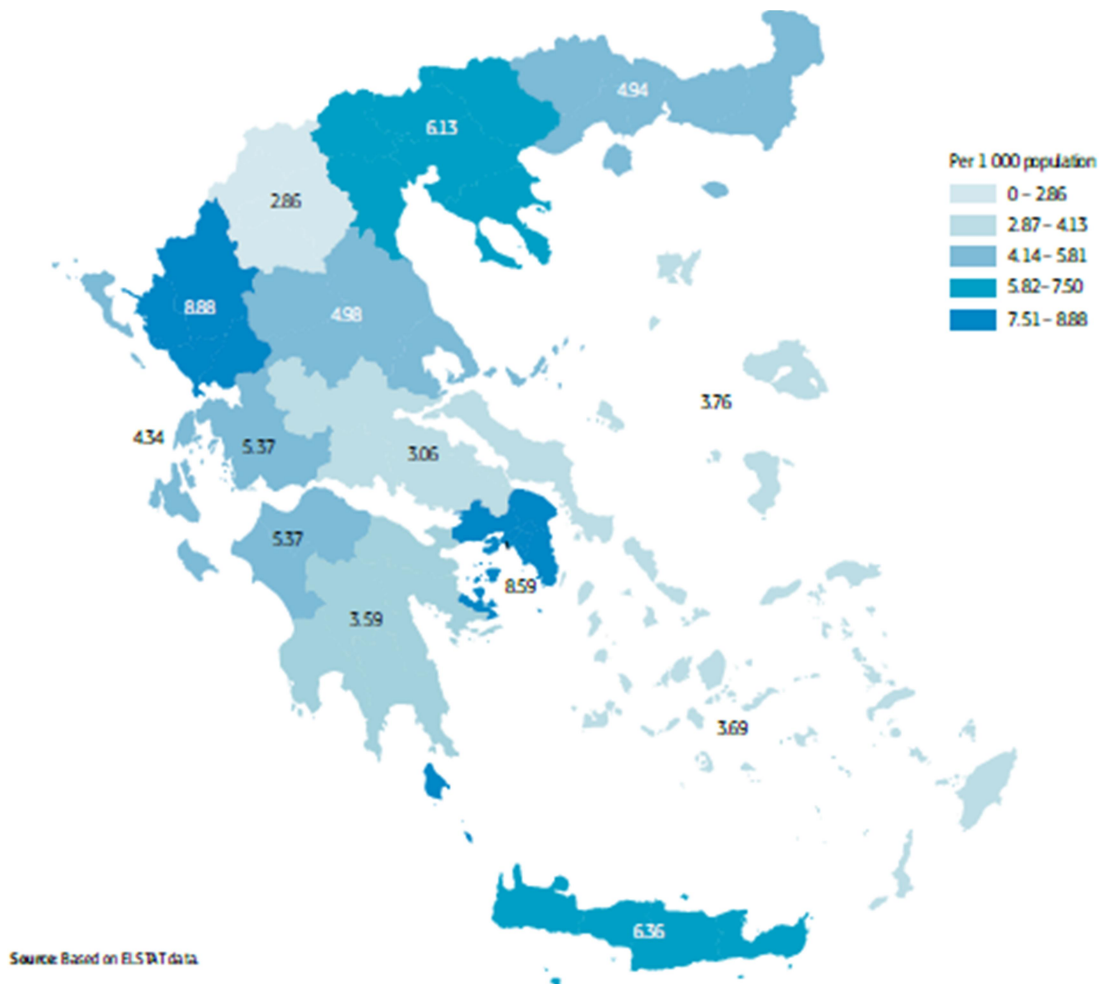 4.94
6.13
Per 1 000 population
0 – 2.86
2.86
2.87 – 4.13
4.14 – 5.81
5.82– 7.50
7.51 – 8.88
8.88
4.98
3.76
4.34
5.37
3.06
5.37
8.59
3.59
3.69
6.36
Source: Based on ELSTAT data.